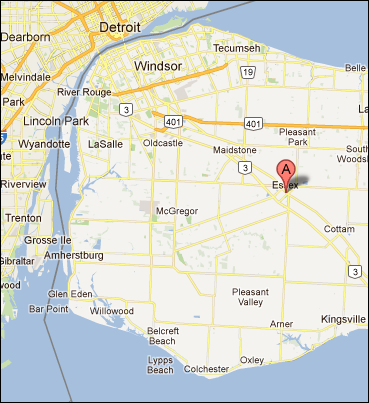 Dearborn
Detroit
Tecumseh
Melvindale
Windsor
19
Belle
River Rouge
Park
3
401
401
Lincoln Park
Pleasant
Park
Wyandotte
LaSalle
Oldcastle
Maidstone
South
Woods
3
A
Riverview
Essex
Trenton
McGregor
Cottam
Grosse Ile
Gibraltar
Amherstburg
3
wood
Glen Eden
Pleasant
Valley
Bar Point
Willowood
Arner
Kingsville
Belcreft
Beach
Lypps
Beach
Oxley
Colchester